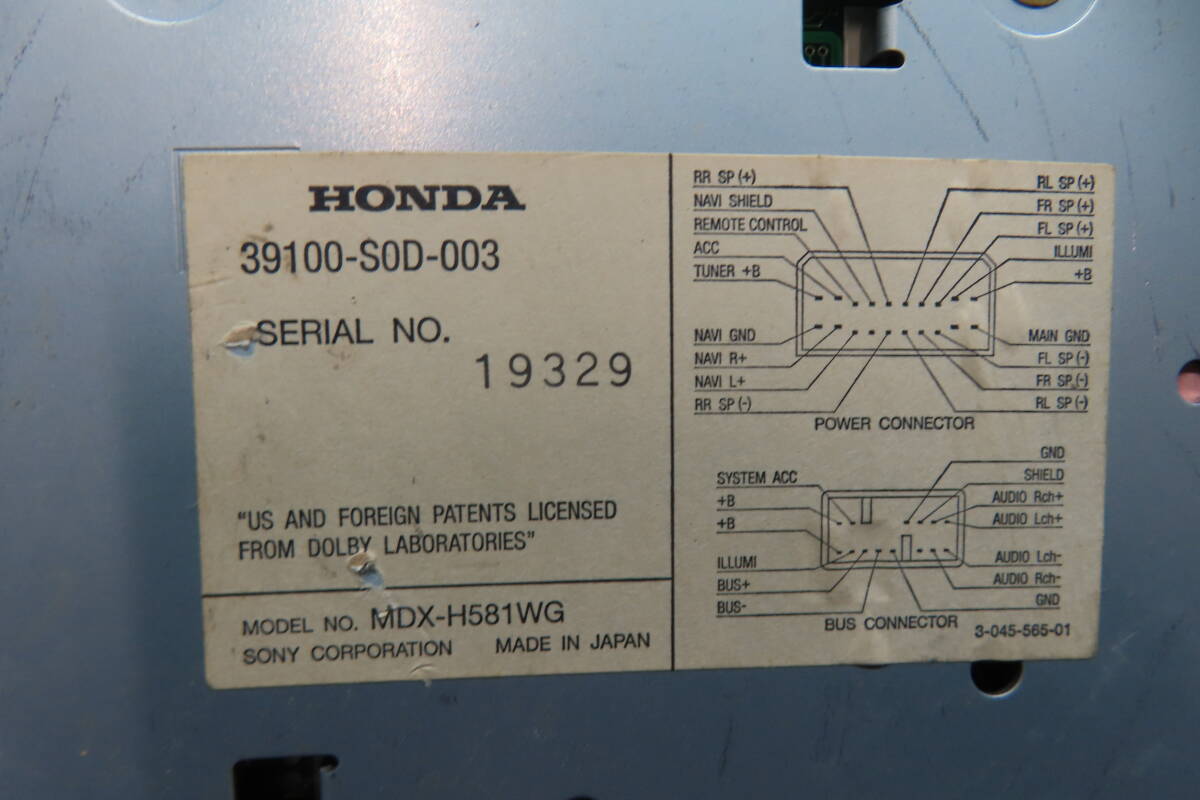 HONDA
39100-S0D-003
SERIAL NO.
19329
"US AND FOREIGN PATENTS LICENSED
FROM DOLBY LABORATORIES"
MODEL NO. MDX-H581WG
SONY CORPORATION MADE IN JAPAN
RR SP (+)
NAVI SHIELD
REMOTE CONTROL
ACC
TUNER +B
RL SP (+)
FR SP (+)
FL SP (+)
ILLUMI
+B
NAVI GND
NAVI R+
NAVI L+
RR SP (-)
MAIN GND
FL SP (-)
FR SP (-)
RL SP (-)
POWER CONNECTOR
SYSTEM ACC
+B
+B
ILLUMI
BUS+
BUS-
GND
SHIELD
AUDIO Rch+
AUDIO Lch+
AUDIO Lch-
AUDIO Rch-
GND
BUS CONNECTOR
3-045-565-01